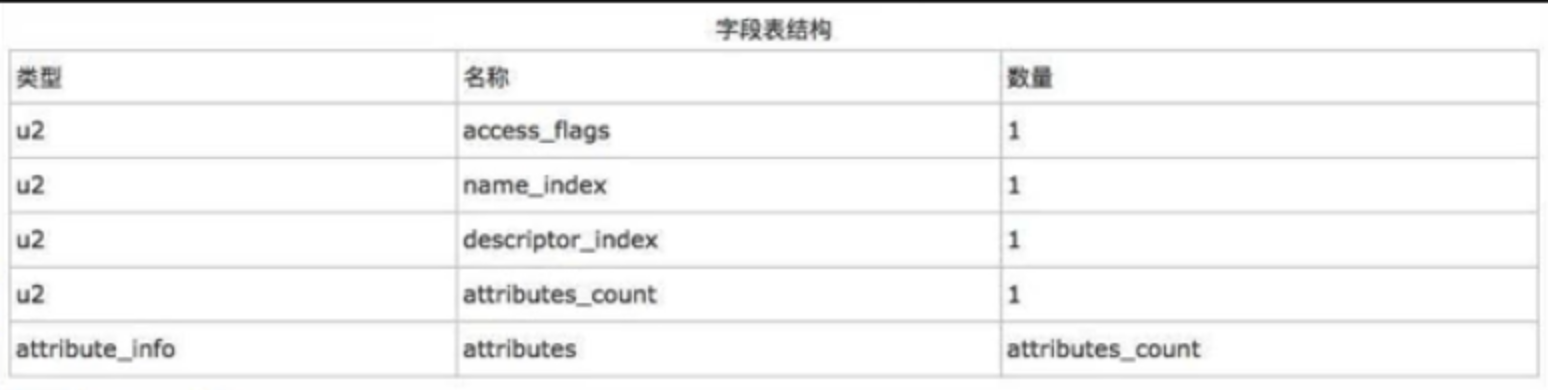 字段表结构
类型 名称 数量
u2 access_flags 1
u2 name_index 1
u2 descriptor_index 1
u2 attributes_count 1
attribute_info attributes attributes_count